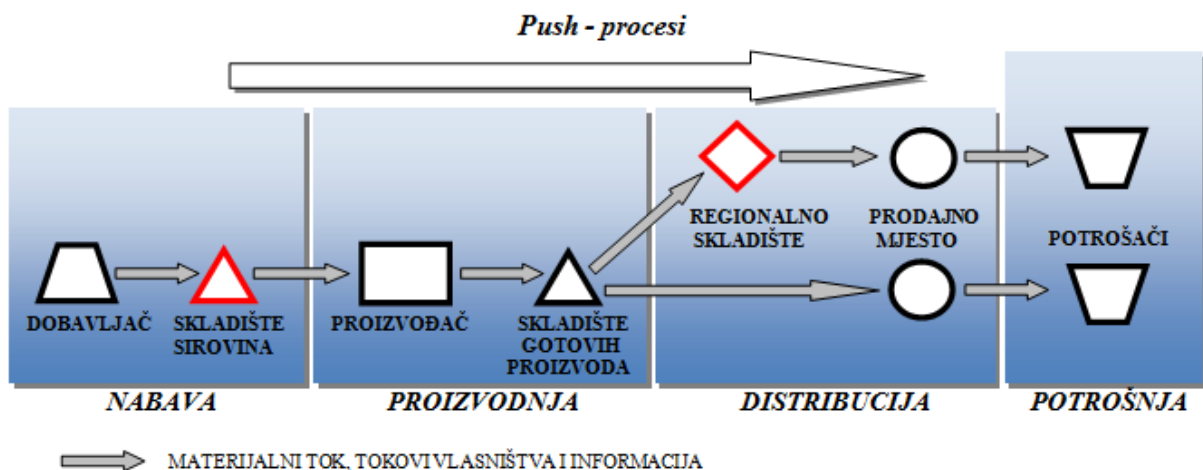 Push - procesi
REGIONALNO
SKLADIŠTE
PRODAJNO
MJESTO
POTROŠAČI
DOBAVLJAČ
SKLADIŠTE
SIROVINA
PROIZVOĐAČ
SKLADIŠTE
GOTOVIH
PROIZVODA
NABAVA
PROIZVODNJA
DISTRIBUCIJA
POTROŠNJA
MATERIJALNI TOK, TOKOVI VLASNIŠTVA I INFORMACIJA